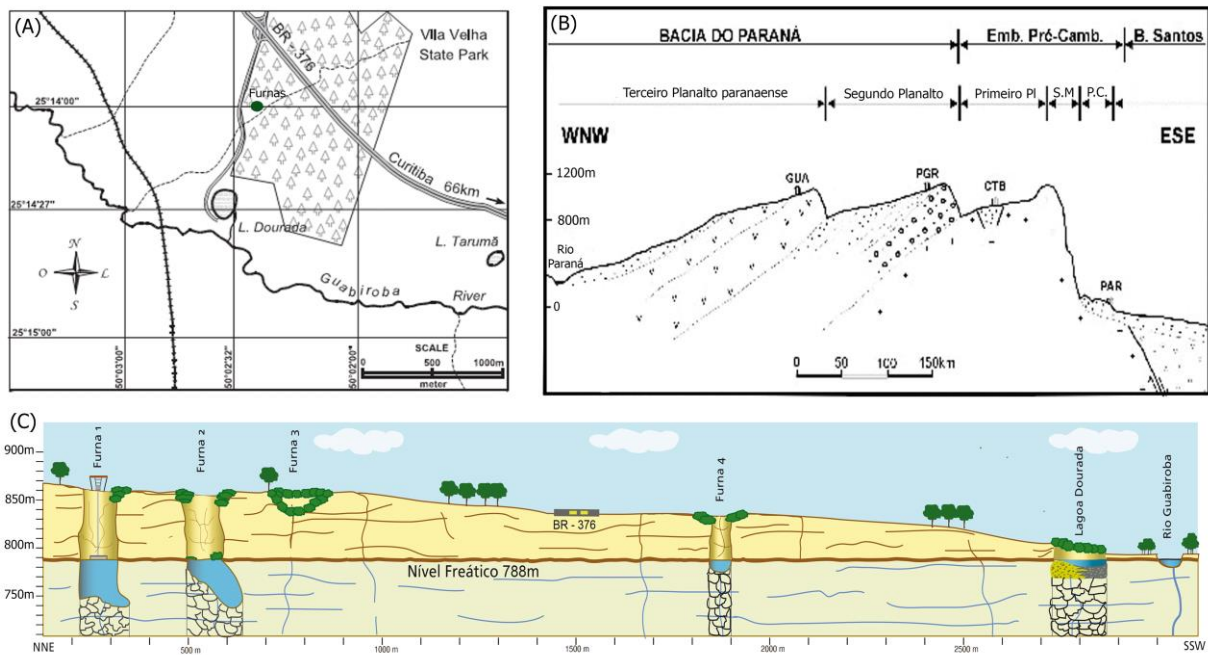 (A)
Vila Velha
State Park
BR - 376
Furnas
25°14'00"
Curitiba
66km
25°14'27"
L. Dourada
L. Tarumã
N
O
L
S
Guabiroba
River
25°15'00"
50°03'00"
50°02'32"
50°02'00"
SCALE
0 500 1000m
meter
(B)
BACIA DO PARANÁ
Emb. Pré-Camb.
B. Santos
Terceiro Planalto paranaense
Segundo Planalto
Primeiro Pl
S.M
P.C.
WNW
ESE
1200m
GUA
PGR
CTB
800m
Rio
Paraná
PAR
0
0 50 100 150km
(C)
900m
Furna 1
Furna 2
Furna 3
Furna 4
Lagoa Dourada
Rio Guabiroba
850m
BR - 376
800m
Nível Freático 788m
750m
NNE
500 m
1000 m
1500 m
2000 m
2500 m
SSW